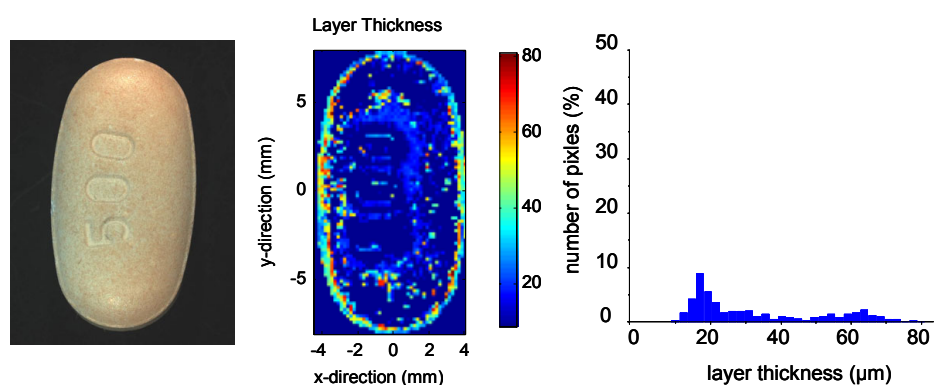 500
Layer Thickness
y-direction (mm)
5
0
-5
-4 -2 0 2 4
x-direction (mm)
80
60
40
20
number of pixles (%)
50
40
30
20
10
0
0 20 40 60 80
layer thickness (μm)